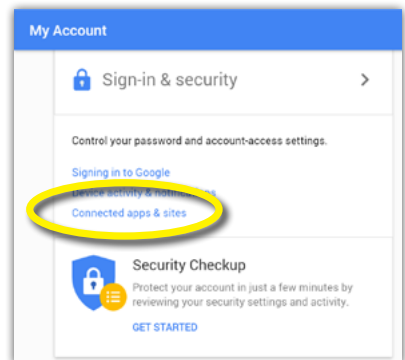 My Account
Sign-in & security
Control your password and account-access settings.
Signing in to Google
Device activity & notifications
Connected apps & sites
Security Checkup
Protect your account in just a few minutes by
reviewing your security settings and activity.
GET STARTED